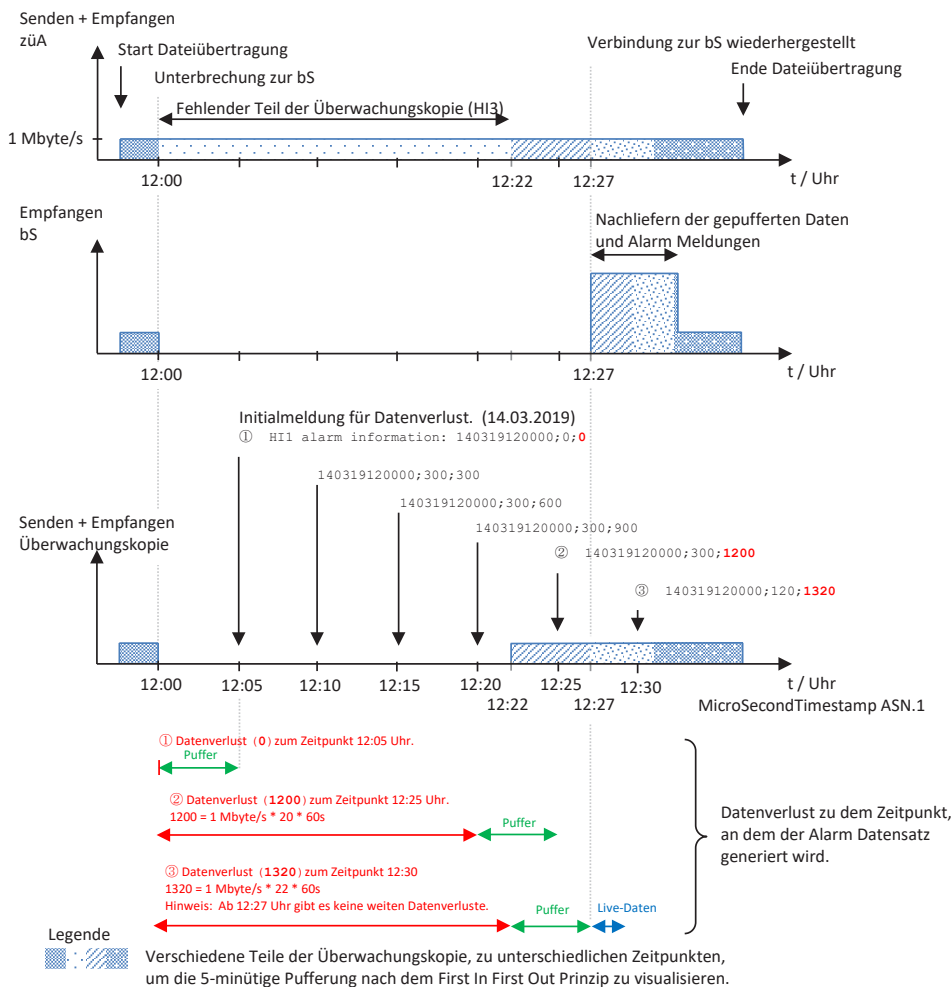 Senden + Empfangen
züA
Start Dateiübertragung
Unterbrechung zur bS
Verbindung zur bS wiederhergestellt
Ende Dateiübertragung
Fehlender Teil der Überwachungskopie (HI3)
1 Mbyte/s
12:00
12:22
12:27
t / Uhr
Empfangen
bS
Nachliefern der gepufferten Daten
und Alarm Meldungen
12:00
12:27
t / Uhr
Initialmeldung für Datenverlust. (14.03.2019)
① HI1 alarm information: 140319120000;0;0
140319120000;300;300
140319120000;300;600
140319120000;300;900
② 140319120000;300;1200
③ 140319120000;120;1320
Senden + Empfangen
Überwachungskopie
12:00
12:05
12:10
12:15
12:20
12:25
12:30
12:22
12:27
t / Uhr
MicroSecondTimestamp ASN.1
① Datenverlust (0) zum Zeitpunkt 12:05 Uhr.
Puffer
② Datenverlust (1200) zum Zeitpunkt 12:25 Uhr.
1200 = 1 Mbyte/s * 20 * 60s
Puffer
③ Datenverlust (1320) zum Zeitpunkt 12:30
1320 = 1 Mbyte/s * 22 * 60s
Hinweis: Ab 12:27 Uhr gibt es keine weiten Datenverluste.
Puffer
Live-Daten
Datenverlust zu dem Zeitpunkt,
an dem der Alarm Datensatz
generiert wird.
Legende
Verschiedene Teile der Überwachungskopie, zu unterschiedlichen Zeitpunkten,
um die 5-minütige Pufferung nach dem First In First Out Prinzip zu visualisieren.